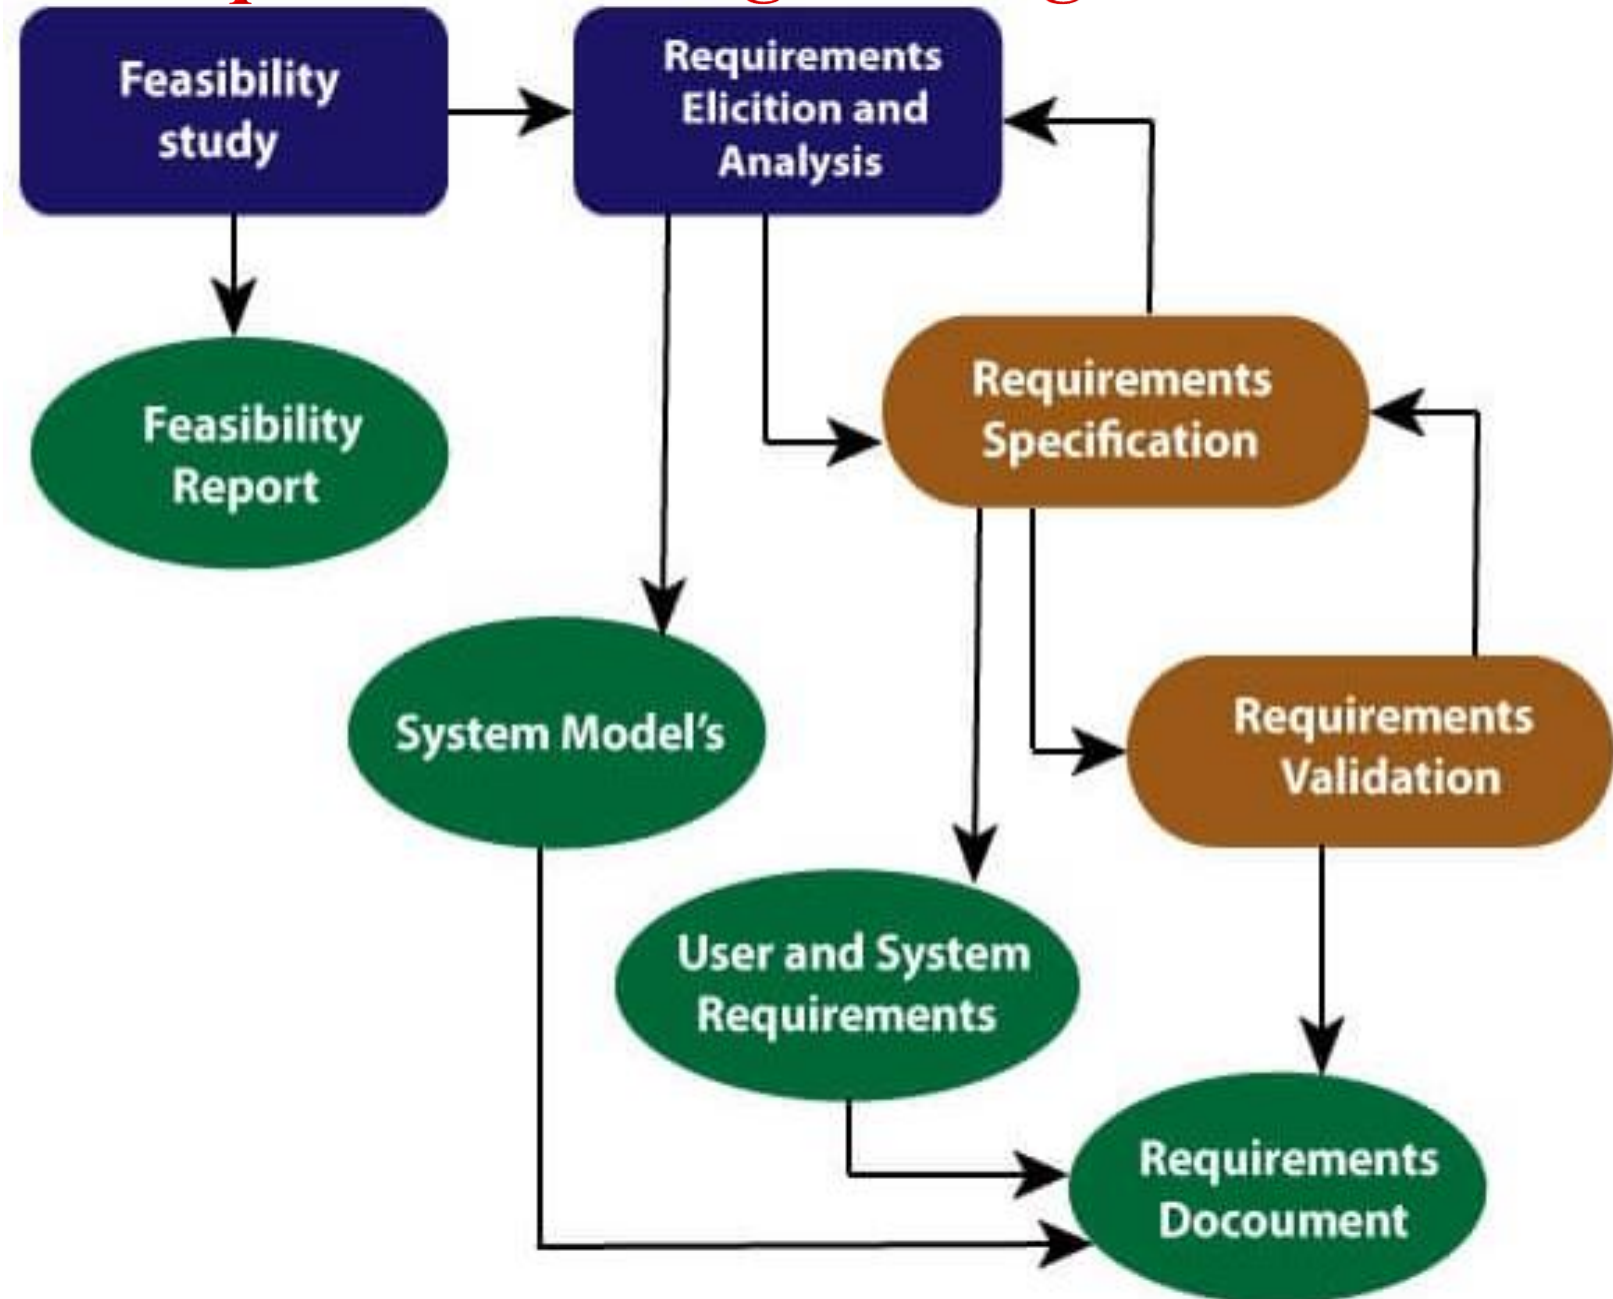 Feasibility
study
Requirements
Elicition and
Analysis
Feasibility
Report
Requirements
Specification
System Model's
Requirements
Validation
User and System
Requirements
Requirements
Docoument